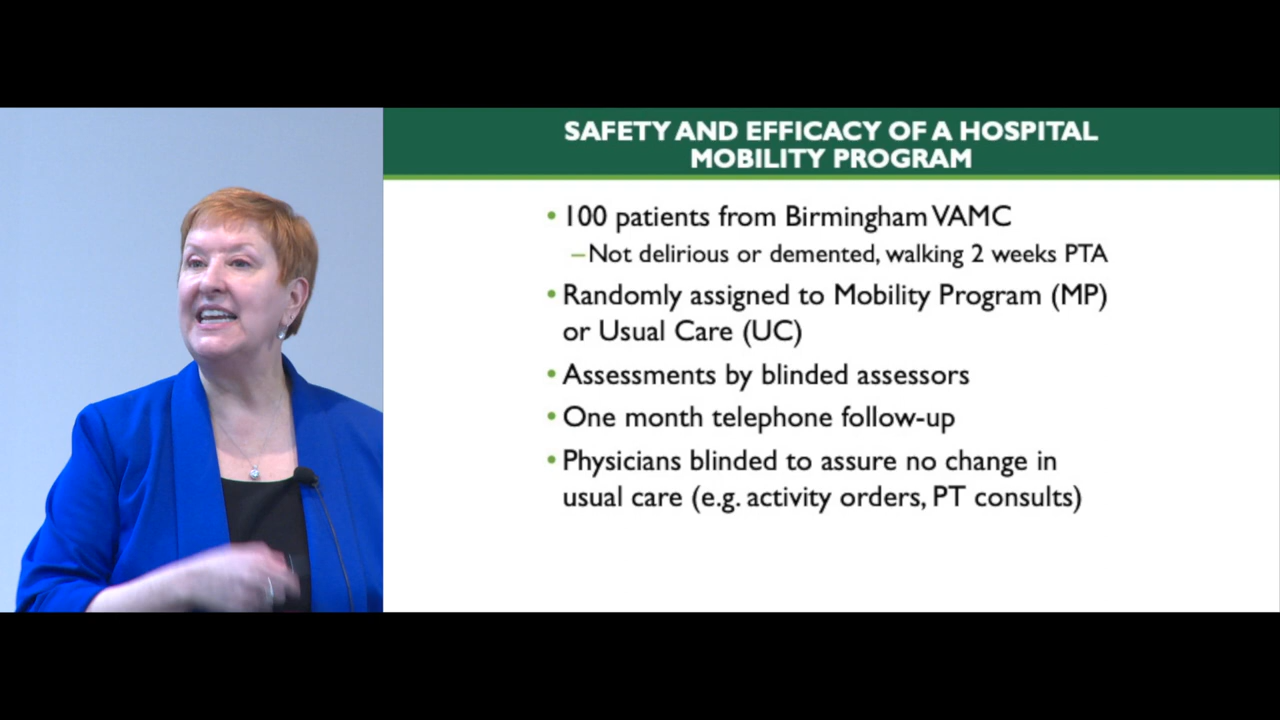 SAFETY AND EFFICACY OF A HOSPITAL
MOBILITY PROGRAM
• 100 patients from Birmingham VAMC
–Not delirious or demented, walking 2 weeks PTA
• Randomly assigned to Mobility Program (MP)
or Usual Care (UC)
• Assessments by blinded assessors
• One month telephone follow-up
• Physicians blinded to assure no change in
usual care (e.g. activity orders, PT consults)